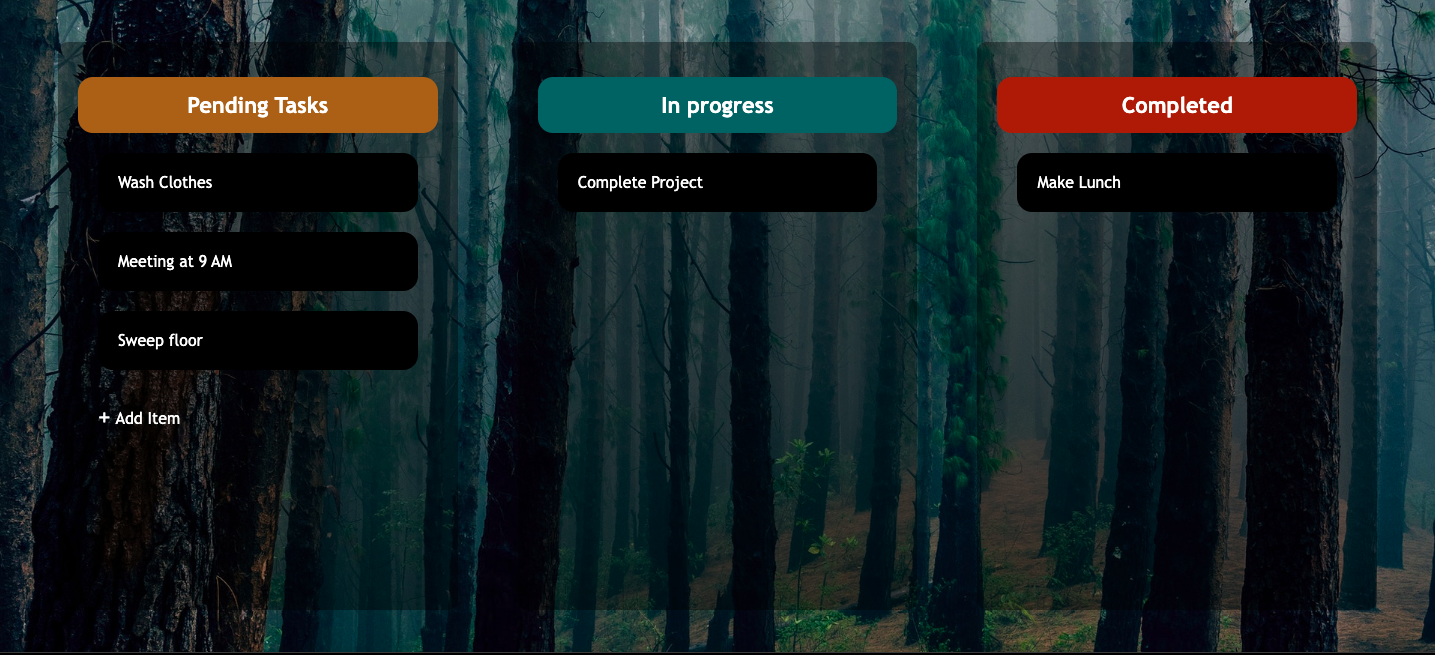 Pending Tasks
Wash Clothes
Meeting at 9 AM
Sweep floor
+ Add Item
In progress
Complete Project
Completed
Make Lunch